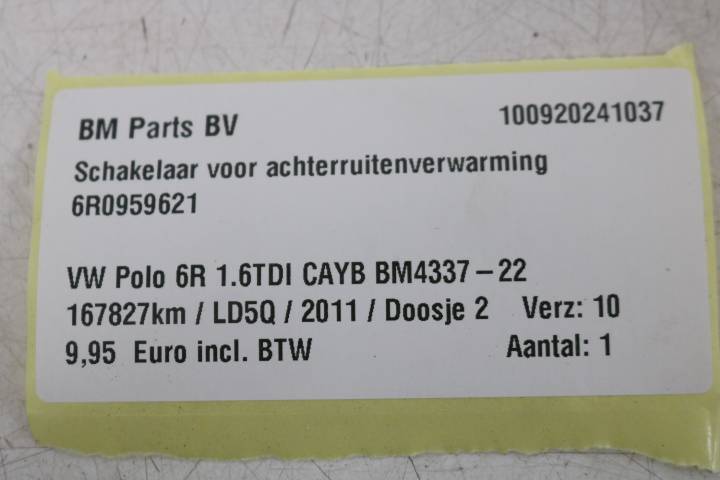 BM Parts BV 100920241037
Schakelaar voor achterruitenverwarming
6R0959621
VW Polo 6R 1.6TDI CAYB BM4337-22
167827km / LD5Q / 2011 / Doosje 2 Verz: 10
9,95 Euro incl. BTW Aantal: 1